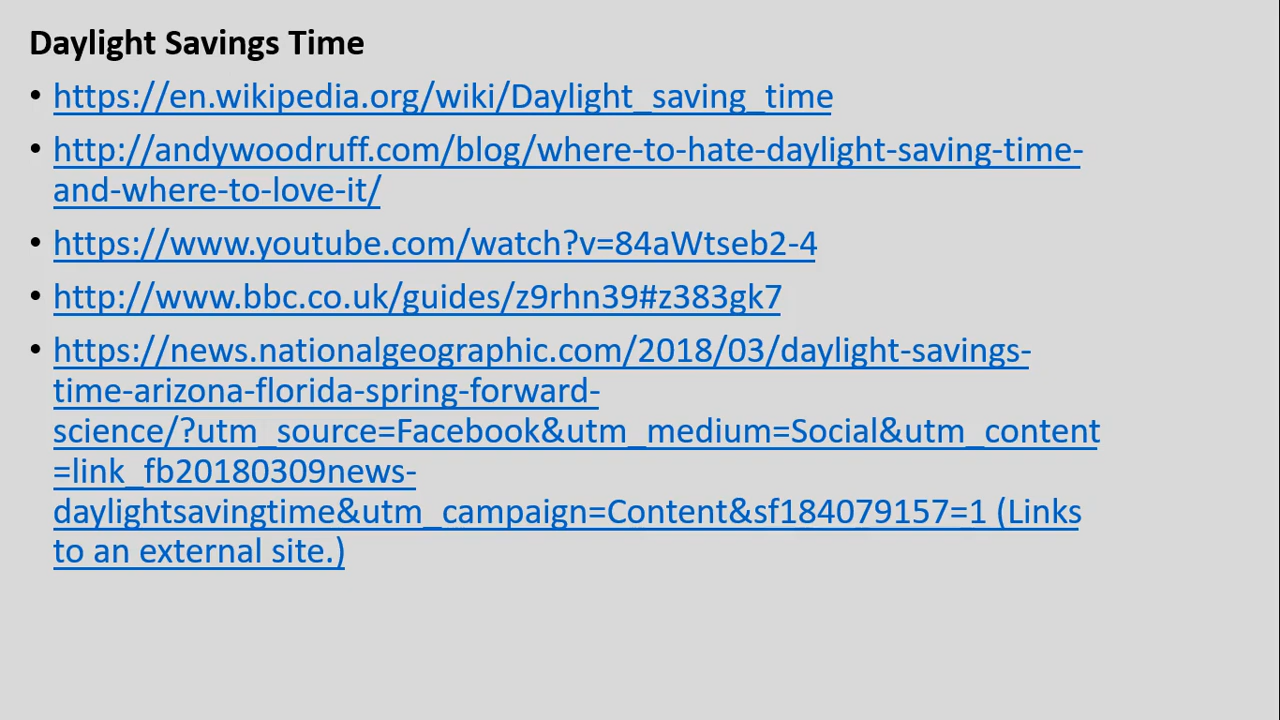 Daylight Savings Time
• https://en.wikipedia.org/wiki/Daylight_saving_time
• http://andywoodruff.com/blog/where-to-hate-daylight-saving-time-
and-where-to-love-it/
• https://www.youtube.com/watch?v=84aWtseb2-4
• http://www.bbc.co.uk/guides/z9rhn39#z383gk7
• https://news.nationalgeographic.com/2018/03/daylight-savings-
time-arizona-florida-spring-forward-
science/?utm_source=Facebook&utm_medium=Social&utm_content
=link_fb20180309news-
daylightsavingtime&utm_campaign=Content&sf184079157=1 (Links
to an external site.)